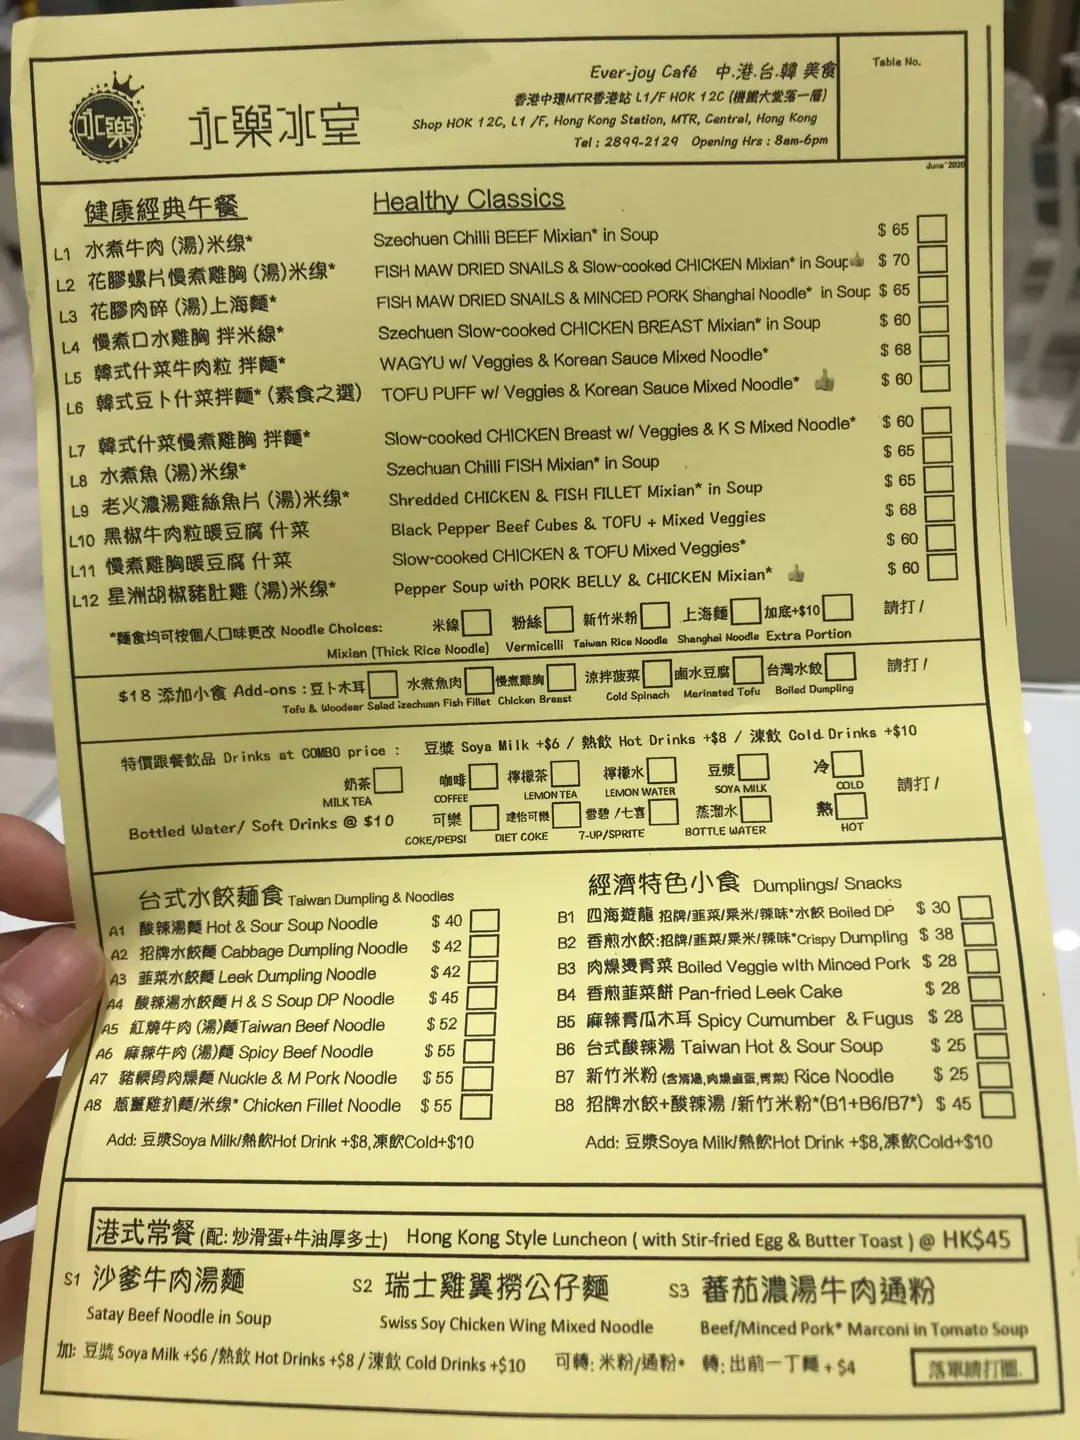 Ever-joy Café 中.港.台.韓 美食
Table No.
永樂
永樂冰室
香港中環MTR香港站 L1/F HOK 12C (機鐵大堂落一層)
Shop HOK 12C, L1 /F, Hong Kong Station, MTR, Central, Hong Kong
Tel : 2899-2129 Opening Hrs : 8am-6pm
June' 2020
健康經典午餐 Healthy Classics
L1 水煮牛肉 (湯)米線* Szechuen Chilli BEEF Mixian* in Soup $ 65
L2 花膠螺片慢煮雞胸 (湯)米線* FISH MAW DRIED SNAILS & Slow-cooked CHICKEN Mixian* in Soup $ 70
L3 花膠肉碎 (湯)上海麵* FISH MAW DRIED SNAILS & MINCED PORK Shanghai Noodle* in Soup $ 65
L4 慢煮口水雞胸 拌米線* Szechuen Slow-cooked CHICKEN BREAST Mixian* in Soup $ 60
L5 韓式什菜牛肉粒 拌麵* WAGYU w/ Veggies & Korean Sauce Mixed Noodle* $ 68
L6 韓式豆卜什菜拌麵* (素食之選) TOFU PUFF w/ Veggies & Korean Sauce Mixed Noodle* $ 60
L7 韓式什菜慢煮雞胸 拌麵* Slow-cooked CHICKEN Breast w/ Veggies & K S Mixed Noodle* $ 60
L8 水煮魚 (湯)米線* Szechuan Chilli FISH Mixian* in Soup $ 65
L9 老火濃湯雞絲魚片 (湯)米線* Shredded CHICKEN & FISH FILLET Mixian* in Soup $ 65
L10 黑椒牛肉粒暖豆腐 什菜 Black Pepper Beef Cubes & TOFU + Mixed Veggies $ 68
L11 慢煮雞胸暖豆腐 什菜 Slow-cooked CHICKEN & TOFU Mixed Veggies* $ 60
L12 星洲胡椒豬肚雞 (湯)米線* Pepper Soup with PORK BELLY & CHICKEN Mixian* $ 60
*麵食均可按個人口味更改 Noodle Choices: 米線 粉絲 新竹米粉 上海麵 加底+$10 請打 /
Mixian (Thick Rice Noodle) Vermicelli Taiwan Rice Noodle Shanghai Noodle Extra Portion
$18 添加小食 Add-ons : 豆卜木耳 水煮魚肉 慢煮雞胸 涼拌菠菜 鹵水豆腐 台灣水餃 請打 /
Tofu & Woodear Salad Szechuan Fish Fillet Chicken Breast Cold Spinach Marinated Tofu Boiled Dumpling
特價跟餐飲品 Drinks at COMBO price : 豆漿 Soya Milk +$6 / 熱飲 Hot Drinks +$8 / 凍飲 Cold Drinks +$10
奶茶 咖啡 檸檬茶 檸檬水 豆漿 冷 請打 /
MILK TEA COFFEE LEMON TEA LEMON WATER SOYA MILK COLD
Bottled Water/ Soft Drinks @ $10 可樂 建怡可樂 雪碧 /七喜 蒸溜水 熱
COKE/PEPSI DIET COKE 7-UP/SPRITE BOTTLE WATER HOT
台式水餃麵食 Taiwan Dumpling & Noodles
A1 酸辣湯麵 Hot & Sour Soup Noodle $ 40
A2 招牌水餃麵 Cabbage Dumpling Noodle $ 42
A3 韮菜水餃麵 Leek Dumpling Noodle $ 42
A4 酸辣湯水餃麵 H & S Soup DP Noodle $ 45
A5 紅燒牛肉 (湯)麵 Taiwan Beef Noodle $ 52
A6 麻辣牛肉 (湯)麵 Spicy Beef Noodle $ 55
A7 豬軟骨肉燥麵 Nuckle & M Pork Noodle $ 55
A8 蔥薑雞扒麵/米線* Chicken Fillet Noodle $ 55
Add: 豆漿Soya Milk/熱飲Hot Drink +$8,凍飲Cold+$10
經濟特色小食 Dumplings/ Snacks
B1 四海遊龍 招牌/韮菜/粟米/辣味*水餃 Boiled DP $ 30
B2 香煎水餃:招牌/韮菜/粟米/辣味*Crispy Dumpling $ 38
B3 肉燥燙青菜 Boiled Veggie with Minced Pork $ 28
B4 香煎韮菜餅 Pan-fried Leek Cake $ 28
B5 麻辣青瓜木耳 Spicy Cumumber & Fugus $ 28
B6 台式酸辣湯 Taiwan Hot & Sour Soup $ 25
B7 新竹米粉 (含清湯,肉燥鹵蛋,青菜) Rice Noodle $ 25
B8 招牌水餃+酸辣湯 /新竹米粉*(B1+B6/B7*) $ 45
Add: 豆漿Soya Milk/熱飲Hot Drink +$8,凍飲Cold+$10
港式常餐 (配: 炒滑蛋+牛油厚多士) Hong Kong Style Luncheon ( with Stir-fried Egg & Butter Toast ) @ HK$45
S1 沙爹牛肉湯麵 S2 瑞士雞翼撈公仔麵 S3 蕃茄濃湯牛肉通粉
Satay Beef Noodle in Soup Swiss Soy Chicken Wing Mixed Noodle Beef/Minced Pork* Marconi in Tomato Soup
加: 豆漿 Soya Milk +$6 /熱飲 Hot Drinks +$8 / 凍飲 Cold Drinks +$10 可轉: 米粉/通粉* 轉: 出前一丁麵 + $4
落單請打圈.